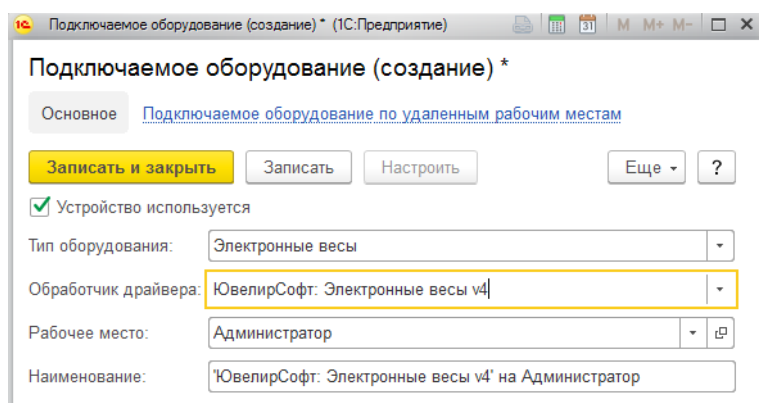 1С Подключаемое оборудование (создание) * (1С:Предприятие) 31 M M+ M-
Подключаемое оборудование (создание) *
Основное Подключаемое оборудование по удаленным рабочим местам
Записать и закрыть Записать Настроить Еще ?
Устройство используется
Тип оборудования: Электронные весы
Обработчик драйвера: ЮвелирСофт: Электронные весы v4
Рабочее место: Администратор
Наименование: 'ЮвелирСофт: Электронные весы v4' на Администратор